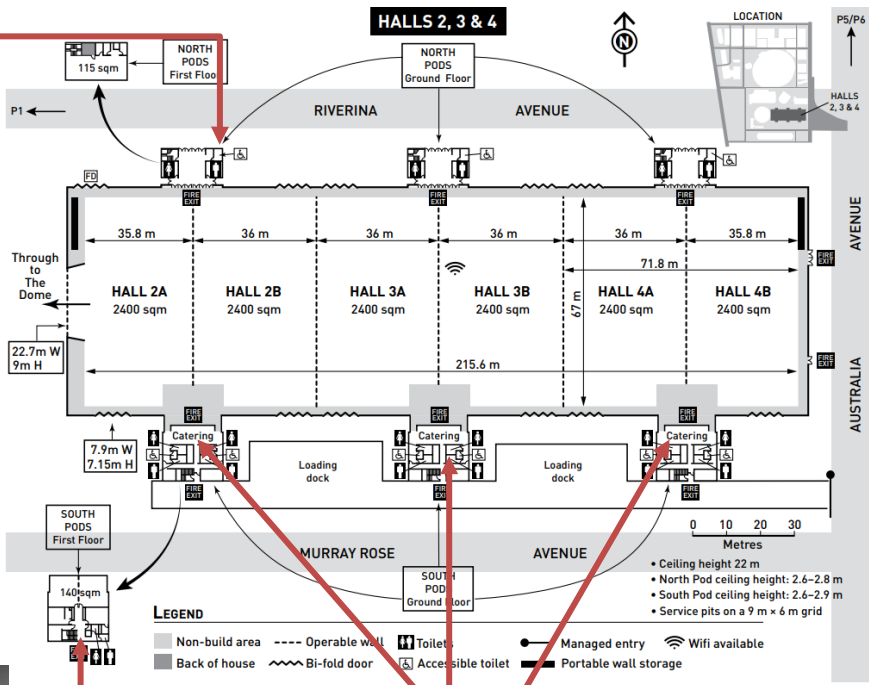 HALLS 2, 3 & 4
LOCATION
P5/P6
HALLS
2, 3 & 4
NORTH
PODS
First Floor
115 sqm
NORTH
PODS
Ground Floor
N
P1
RIVERINA AVENUE
FD
FIRE
EXIT
FIRE
EXIT
FIRE
EXIT
35.8 m
36 m
36 m
36 m
36 m
35.8 m
71.8 m
67 m
215.6 m
Through
to
The
Dome
22.7m W
9m H
HALL 2A
2400 sqm
HALL 2B
2400 sqm
HALL 3A
2400 sqm
HALL 3B
2400 sqm
HALL 4A
2400 sqm
HALL 4B
2400 sqm
FIRE
EXIT
FIRE
EXIT
AUSTRALIA AVENUE
FIRE
EXIT
FIRE
EXIT
FIRE
EXIT
7.9m W
7.15m H
Catering
Catering
Catering
Loading
dock
Loading
dock
FIRE
EXIT
FIRE
EXIT
FIRE
EXIT
SOUTH
PODS
First Floor
140 sqm
FIRE
EXIT
MURRAY ROSE AVENUE
SOUTH
PODS
Ground Floor
0 10 20 30
Metres
• Ceiling height 22 m
• North Pod ceiling height: 2.6–2.8 m
• South Pod ceiling height: 2.6–2.9 m
• Service pits on a 9 m × 6 m grid
LEGEND
Non-build area
Operable wall
Toilets
Managed entry
Wifi available
Back of house
Bi-fold door
Accessible toilet
Portable wall storage